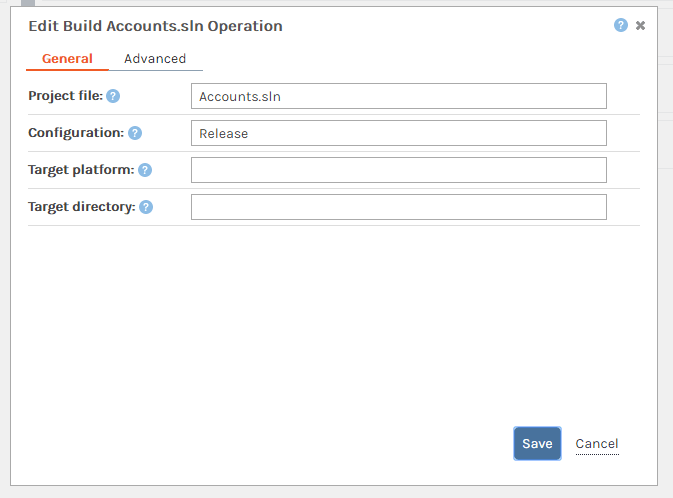 Edit Build Accounts.sln Operation
General Advanced
Project file: ? Accounts.sln
Configuration: ? Release
Target platform: ?
Target directory: ?
Save Cancel